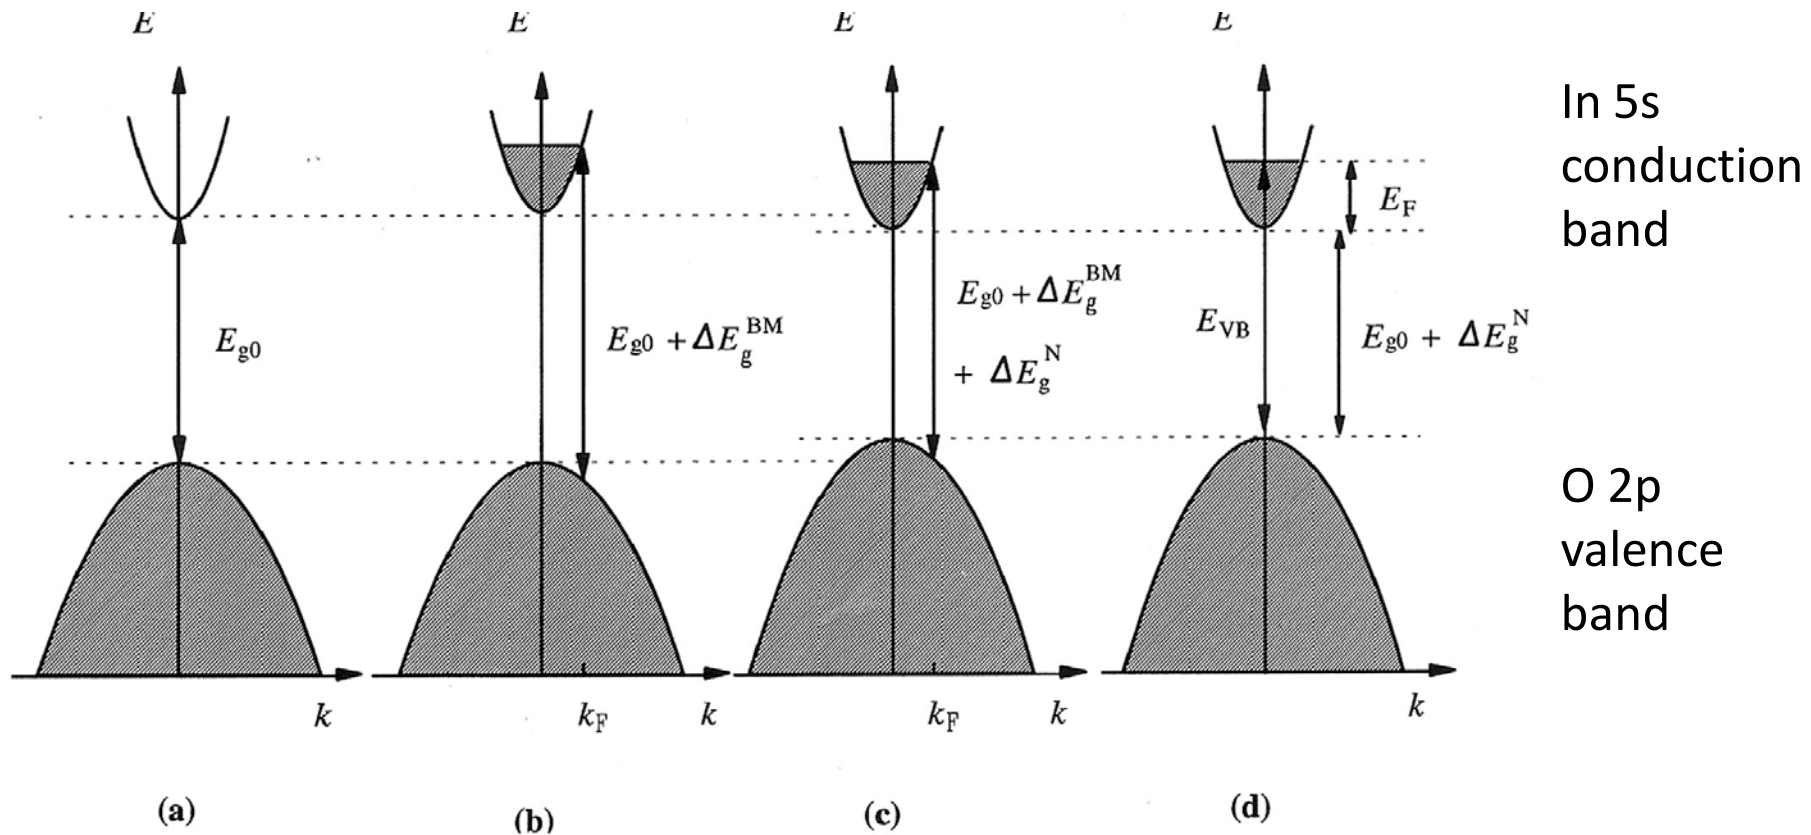 E
E
E
E
In 5s
conduction
band
E_F
E_g0
E_g0 + ΔE_g^BM
E_g0 + ΔE_g^BM
+ ΔE_g^N
E_VB
E_g0 + ΔE_g^N
O 2p
valence
band
k
k_F
k
k_F
k
k
(a)
(b)
(c)
(d)